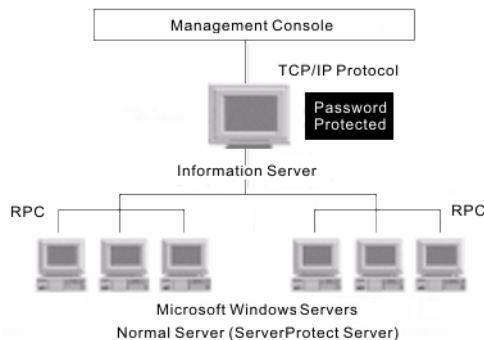 Management Console
TCP/IP Protocol
Password
Protected
Information Server
RPC
RPC
Microsoft Windows Servers
Normal Server (ServerProtect Server)